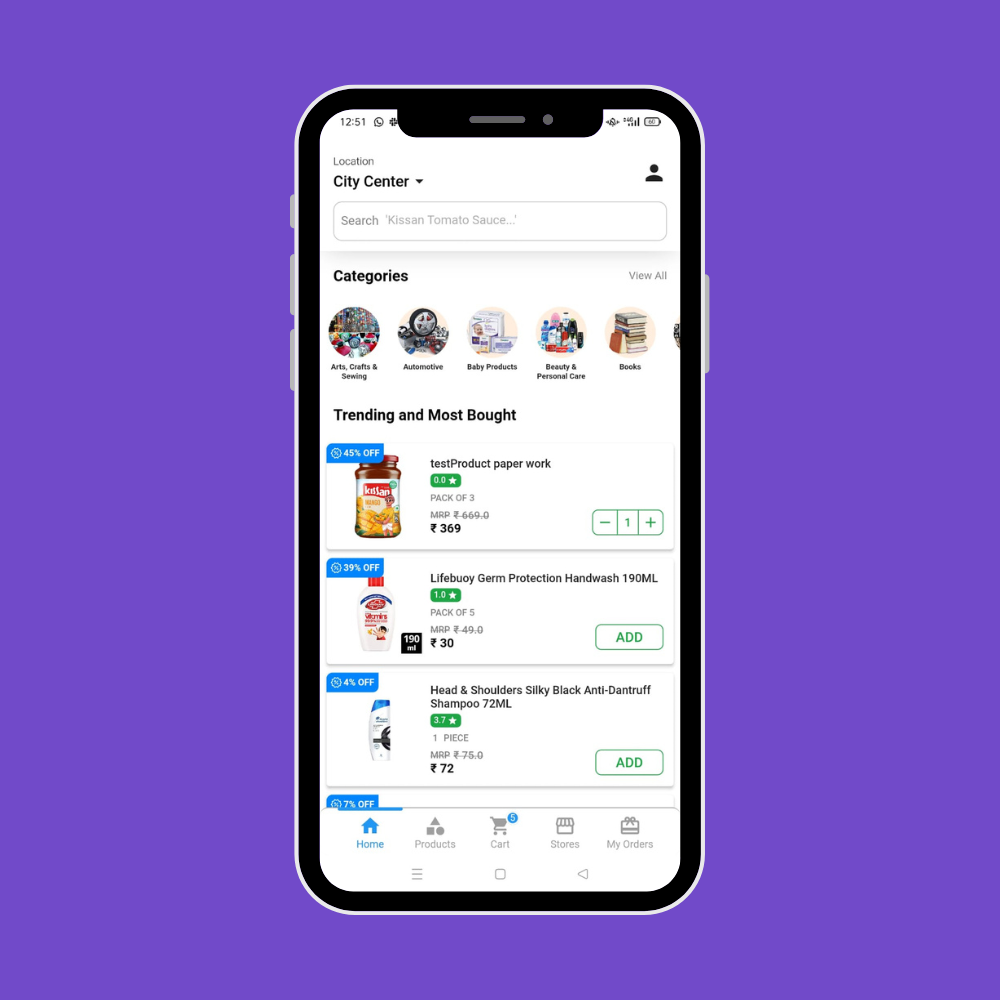 12:51
60
Location
City Center
Search 'Kissan Tomato Sauce...'
Categories
View All
Arts, Crafts &
Sewing
Automotive
Baby Products
Beauty &
Personal Care
Books
Trending and Most Bought
45% OFF
kissan
testProduct paper work
0.0
PACK OF 3
MRP ₹ 669.0
₹ 369
1
39% OFF
190
ml
Lifebuoy Germ Protection Handwash 190ML
1.0
PACK OF 5
MRP ₹ 49.0
₹ 30
ADD
4% OFF
Head & Shoulders Silky Black Anti-Dantruff
Shampoo 72ML
3.7
1 PIECE
MRP ₹ 75.0
₹ 72
ADD
7% OFF
5
Home
Products
Cart
Stores
My Orders